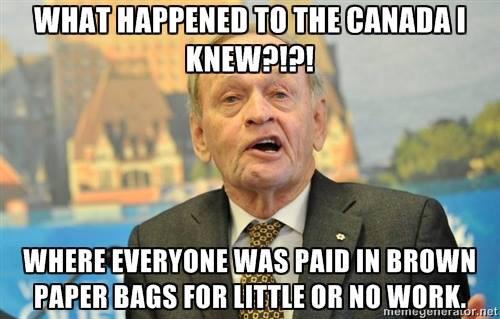 WHAT HAPPENED TO THE CANADA I
KNEW?!?!
WHERE EVERYONE WAS PAID IN BROWN
PAPER BAGS FOR LITTLE OR NO WORK.
memegenerator.net